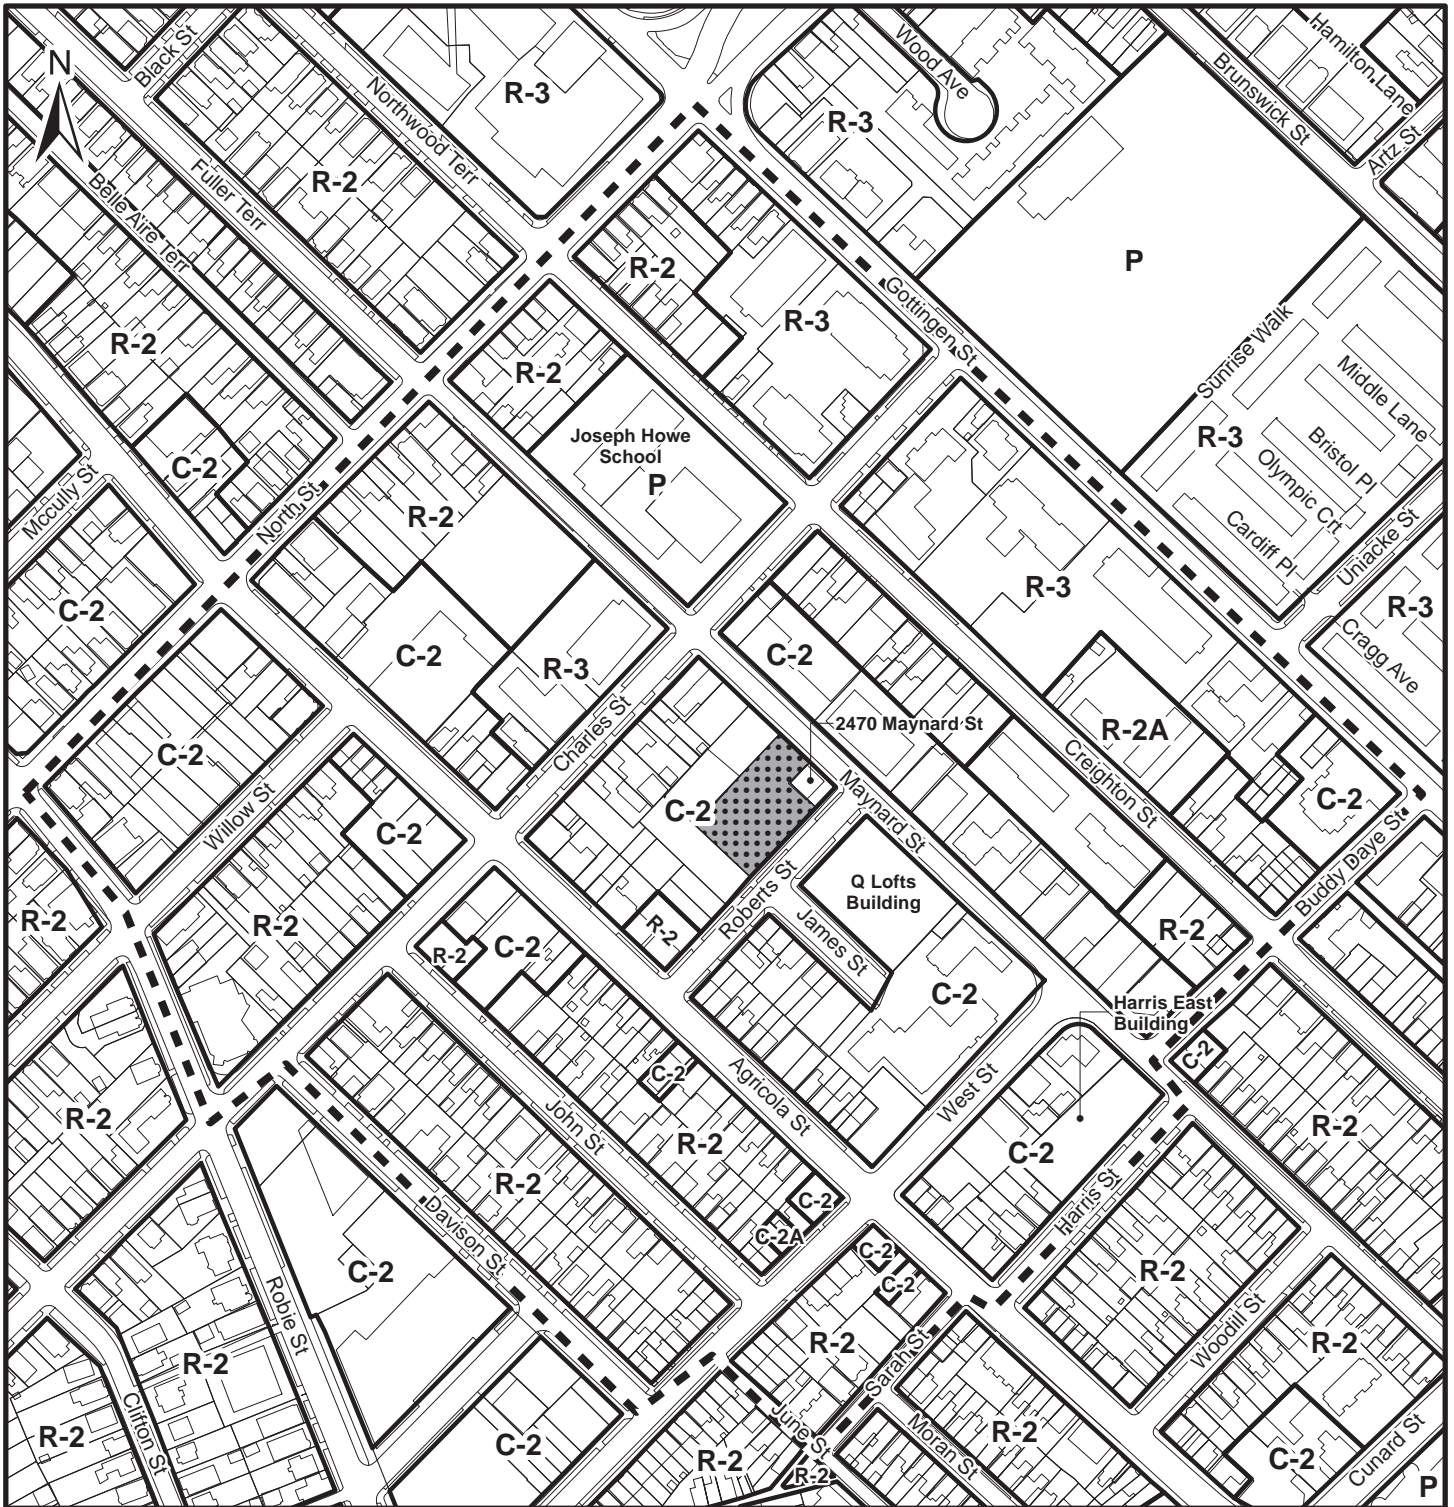 Black St
N
Northwood Terr
R-3
Wood Ave
R-3
Brunswick St
Hamilton Lane
Artz St
Fuller Terr
R-2
Belle Aire Terr
R-2
P
Gottingen St
R-3
Sunrise Walk
R-2
R-2
Middle Lane
R-3
Bristol Pl
Olympic Crt
Cardiff Pl
Uniacke St
Joseph Howe
School
P
C-2
Mccully St
North St
R-2
C-2
R-3
R-3
Cragg Ave
C-2
R-3
C-2
Charles St
2470 Maynard St
R-2A
Creighton St
C-2
Willow St
C-2
C-2
Maynard St
C-2
Buddy Daye St
Q Lofts
Building
R-2
R-2
R-2
Roberts St
James St
R-2
R-2
C-2
C-2
Harris East
Building
C-2
C-2
R-2
John St
Agricola St
West St
R-2
R-2
C-2
R-2
Davison St
C-2
C-2A
Harris St
C-2
C-2
C-2
R-2
Robie St
R-2
R-2
Sarah St
Woodill St
R-2
Clifton St
R-2
C-2
June St
Moran St
R-2
R-2
R-2
C-2
Cunard St
P